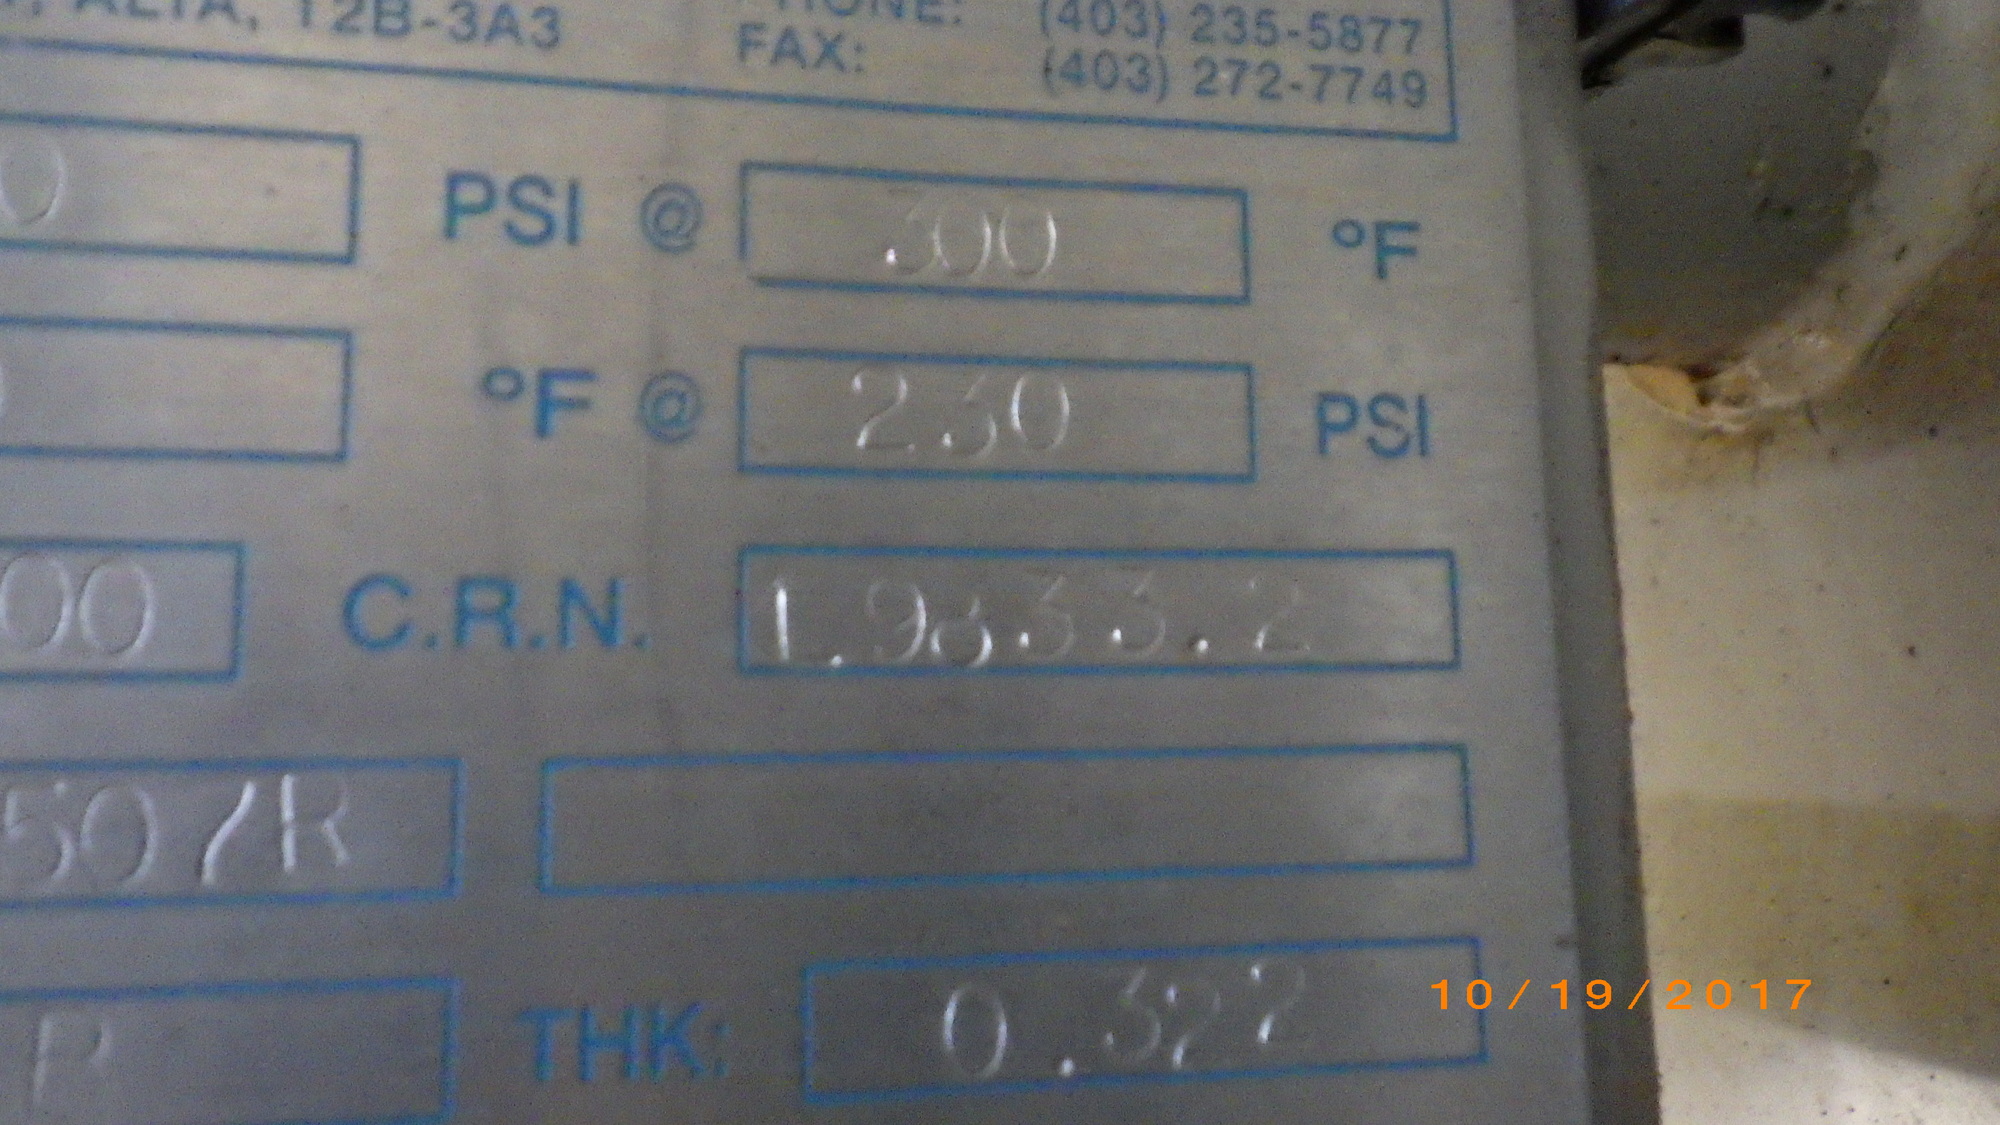 ALTA, T2B-3A3 PHONE: (403) 235-5877
FAX: (403) 272-7749
0 PSI @ 300 °F
°F @ 230 PSI
00 C.R.N. L9833.2
507R
P THK: 0.322
10/19/2017